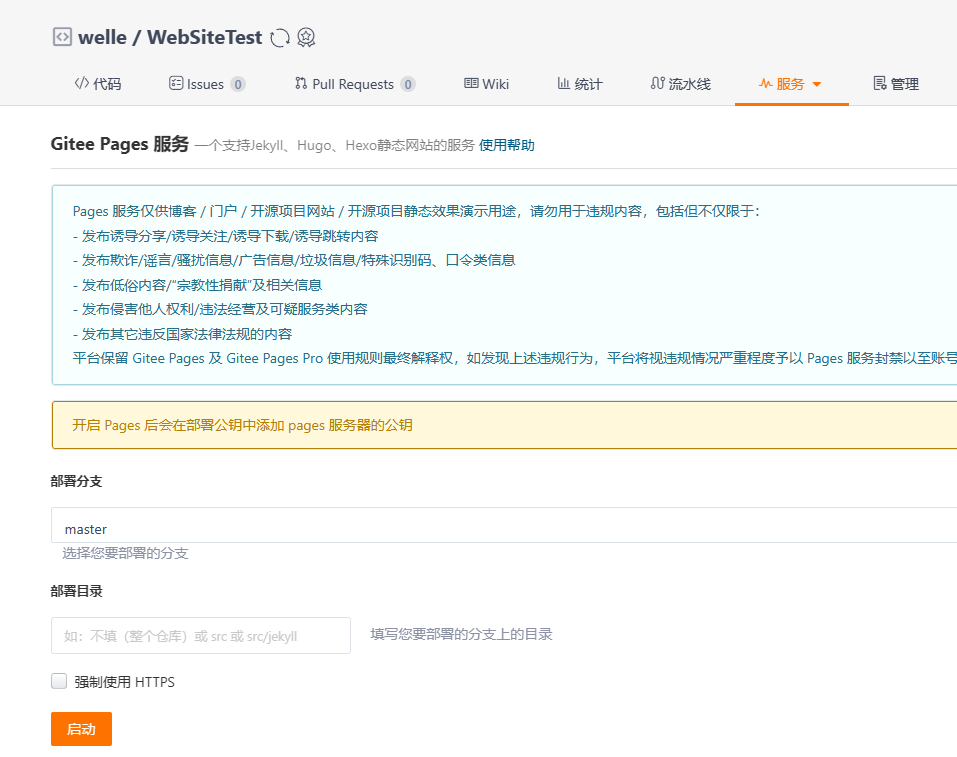 welle / WebSiteTest
代码 Issues 0 Pull Requests 0 Wiki 统计 流水线 服务 管理
Gitee Pages 服务 一个支持Jekyll、Hugo、Hexo静态网站的服务 使用帮助
Pages 服务仅供博客 / 门户 / 开源项目网站 / 开源项目静态效果演示用途，请勿用于违规内容，包括但不仅限于：
- 发布诱导分享/诱导关注/诱导下载/诱导跳转内容
- 发布欺诈/谣言/骚扰信息/广告信息/垃圾信息/特殊识别码、口令类信息
- 发布低俗内容/“宗教性捐献”及相关信息
- 发布侵害他人权利/违法经营及可疑服务类内容
- 发布其它违反国家法律法规的内容
平台保留 Gitee Pages 及 Gitee Pages Pro 使用规则最终解释权，如发现上述违规行为，平台将视违规情况严重程度予以 Pages 服务封禁以至账号
开启 Pages 后会在部署公钥中添加 pages 服务器的公钥
部署分支
master
选择您要部署的分支
部署目录
如：不填（整个仓库）或 src 或 src/jekyll 填写您要部署的分支上的目录
强制使用 HTTPS
启动